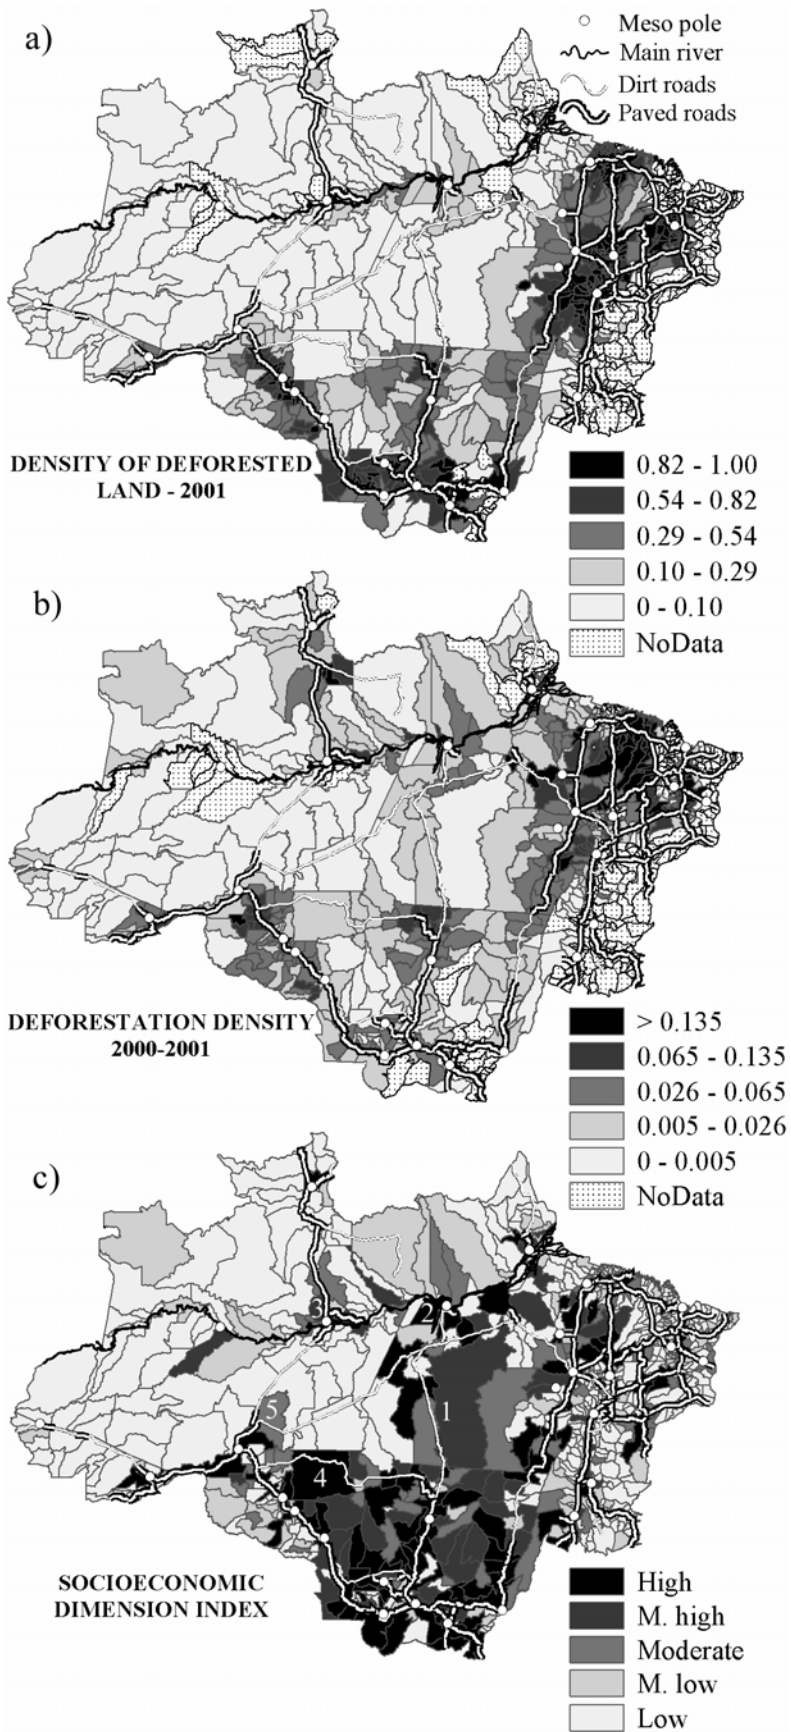 a)
Meso pole
Main river
Dirt roads
Paved roads
DENSITY OF DEFORESTED
LAND - 2001
0.82 - 1.00
0.54 - 0.82
0.29 - 0.54
0.10 - 0.29
0 - 0.10
NoData
b)
DEFORESTATION DENSITY
2000-2001
> 0.135
0.065 - 0.135
0.026 - 0.065
0.005 - 0.026
0 - 0.005
NoData
c)
3
2
1
5
4
SOCIOECONOMIC
DIMENSION INDEX
High
M. high
Moderate
M. low
Low